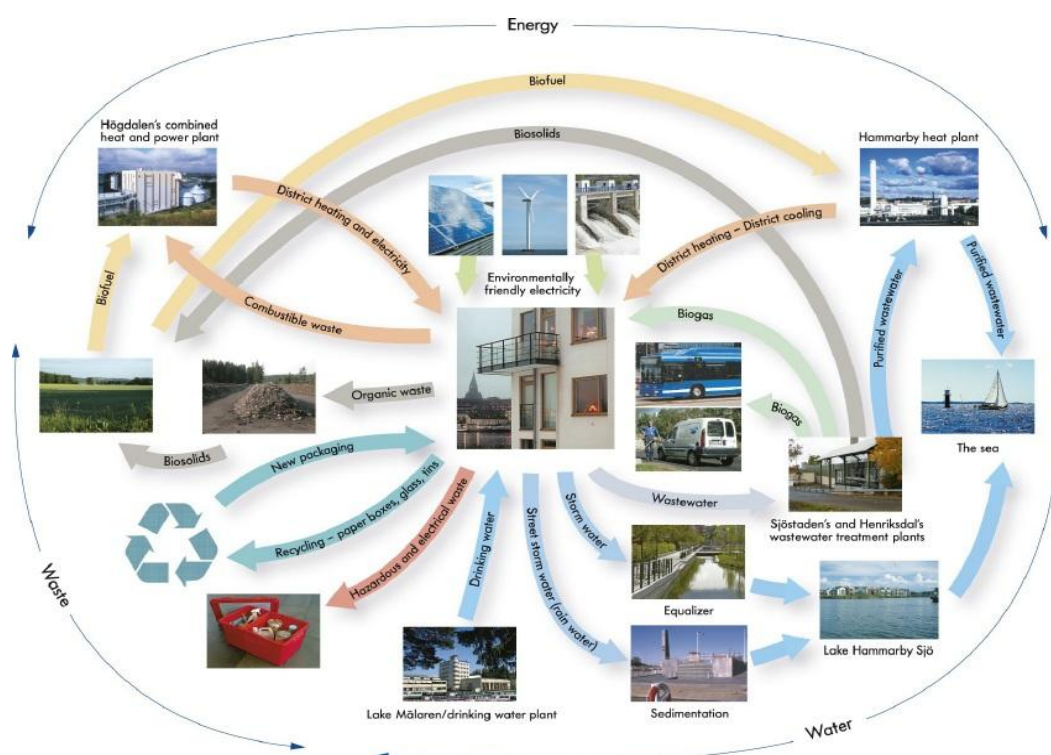 Energy
Biofuel
Högdalen's combined
heat and power plant
Biosolids
Hammarby heat plant
District heating and electricity
District heating – District cooling
Environmentally
friendly electricity
Biofuel
Combustible waste
Biogas
Purified wastewater
Purified wastewater
Organic waste
Biogas
The sea
Biosolids
New packaging
Wastewater
Sjöstaden's and Henriksdal's
wastewater treatment plants
Recycling – paper boxes, glass, tins
Hazardous and electrical waste
Drinking water
Street storm water (rain water)
Storm water
Waste
Equalizer
Lake Hammarby Sjö
Lake Mälaren/drinking water plant
Sedimentation
Water